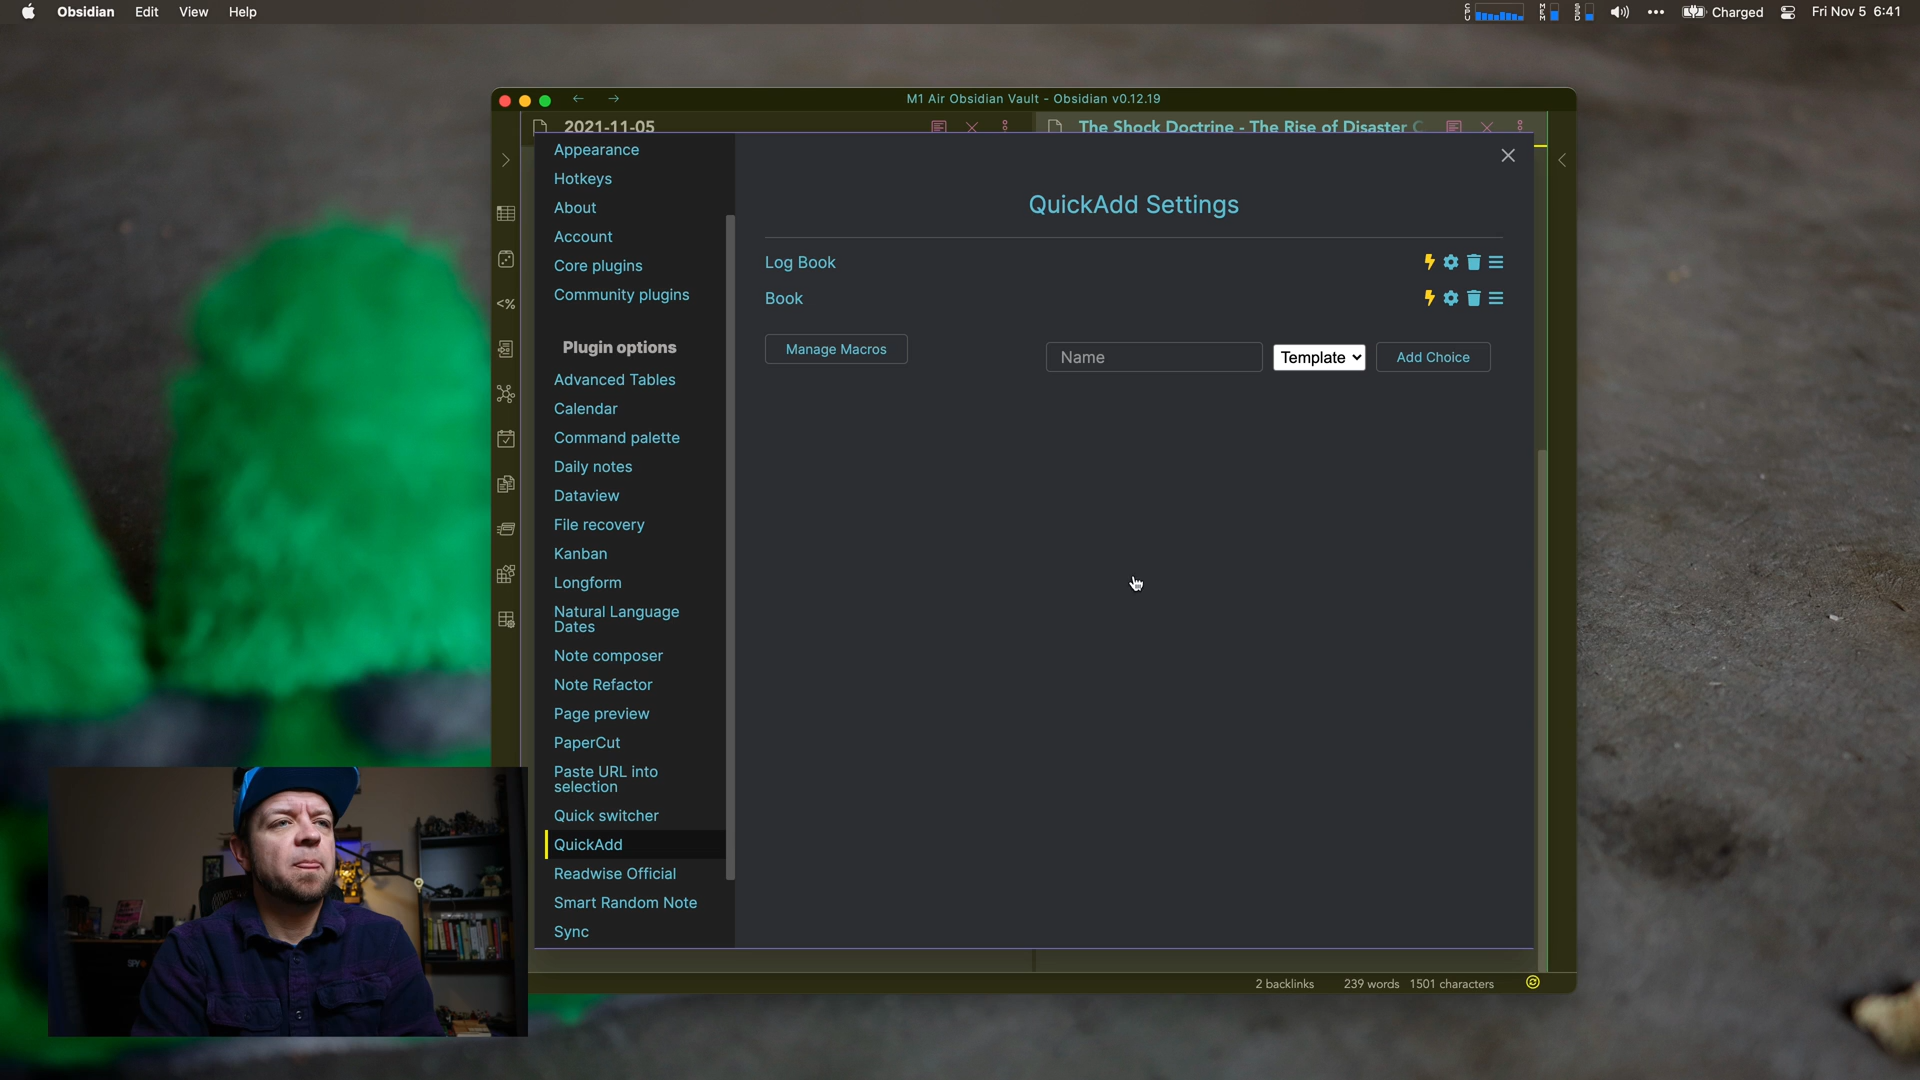 Obsidian Edit View Help
CPU MEM SSD ••• Charged Fri Nov 5 6:41
M1 Air Obsidian Vault - Obsidian v0.12.19
2021-11-05
The Shock Doctrine - The Rise of Disaster C
Appearance
Hotkeys
About
Account
Core plugins
Community plugins
Plugin options
Advanced Tables
Calendar
Command palette
Daily notes
Dataview
File recovery
Kanban
Longform
Natural Language
Dates
Note composer
Note Refactor
Page preview
PaperCut
Paste URL into
selection
Quick switcher
QuickAdd
Readwise Official
Smart Random Note
Sync
QuickAdd Settings
Log Book
Book
Manage Macros
Name
Template
Add Choice
<%
SPY
2 backlinks 239 words 1501 characters